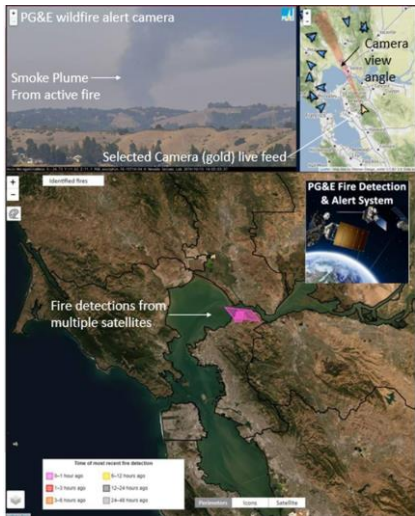 PG&E wildfire alert camera
Smoke Plume
From active fire
Selected Camera (gold) live feed
Camera
view
angle
Identified fires
PG&E Fire Detection
& Alert System
Fire detections from
multiple satellites
Time of most recent fire detection
0–1 hour ago
1–3 hours ago
3–6 hours ago
6–12 hours ago
12–24 hours ago
24–48 hours ago
Perimeters
Icons
Satellite